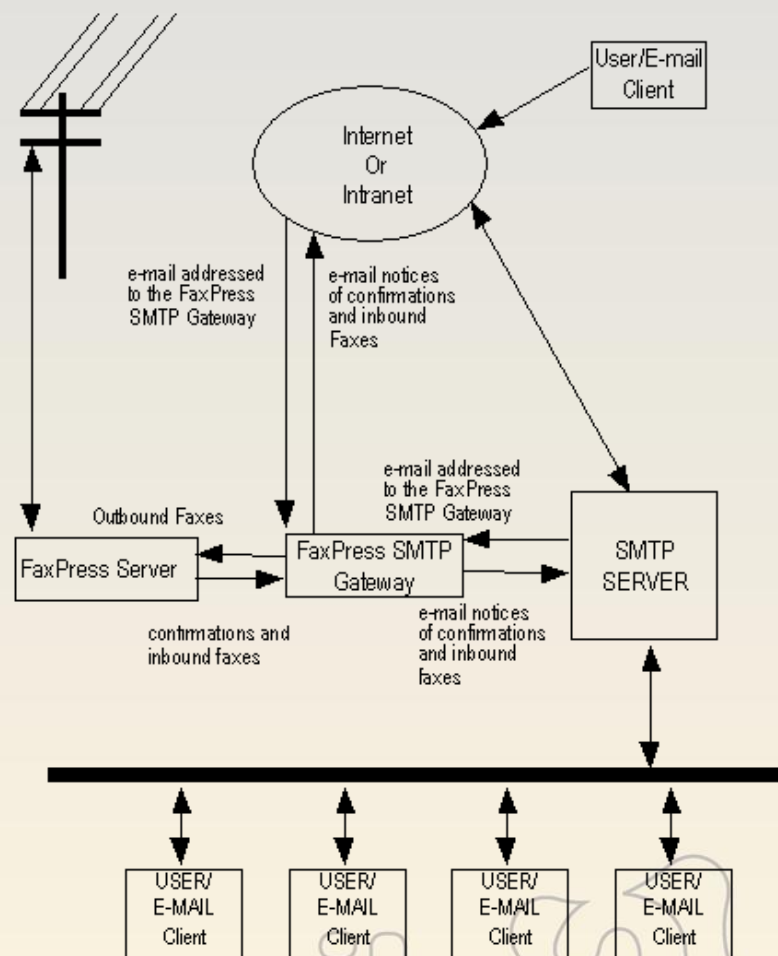 User/E-mail
Client
Internet
Or
Intranet
e-mail addressed
to the FaxPress
SMTP Gateway
e-mail notices
of confirmations
and inbound
Faxes
e-mail addressed
to the FaxPress
SMTP Gateway
Outbound Faxes
FaxPress Server
FaxPress SMTP
Gateway
SMTP
SERVER
confirmations and
inbound faxes
e-mail notices
of confirmations
and inbound
faxes
USER/
E-MAIL
Client
USER/
E-MAIL
Client
USER/
E-MAIL
Client
USER/
E-MAIL
Client